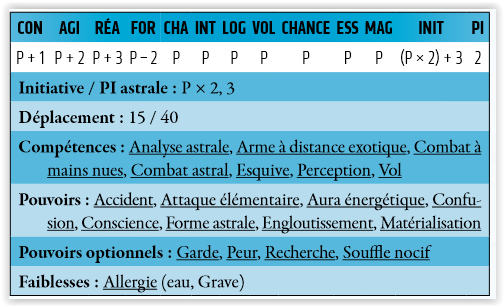 CON AGI RÉA FOR CHA INT LOG VOL CHANCE ESS MAG INIT PI
P + 1 P + 2 P + 3 P – 2 P P P P P P P (P × 2) + 3 2
Initiative / PI astrale : P × 2, 3
Déplacement : 15 / 40
Compétences : Analyse astrale, Arme à distance exotique, Combat à
mains nues, Combat astral, Esquive, Perception, Vol
Pouvoirs : Accident, Attaque élémentaire, Aura énergétique, Confu-
sion, Conscience, Forme astrale, Engloutissement, Matérialisation
Pouvoirs optionnels : Garde, Peur, Recherche, Souffle nocif
Faiblesses : Allergie (eau, Grave)